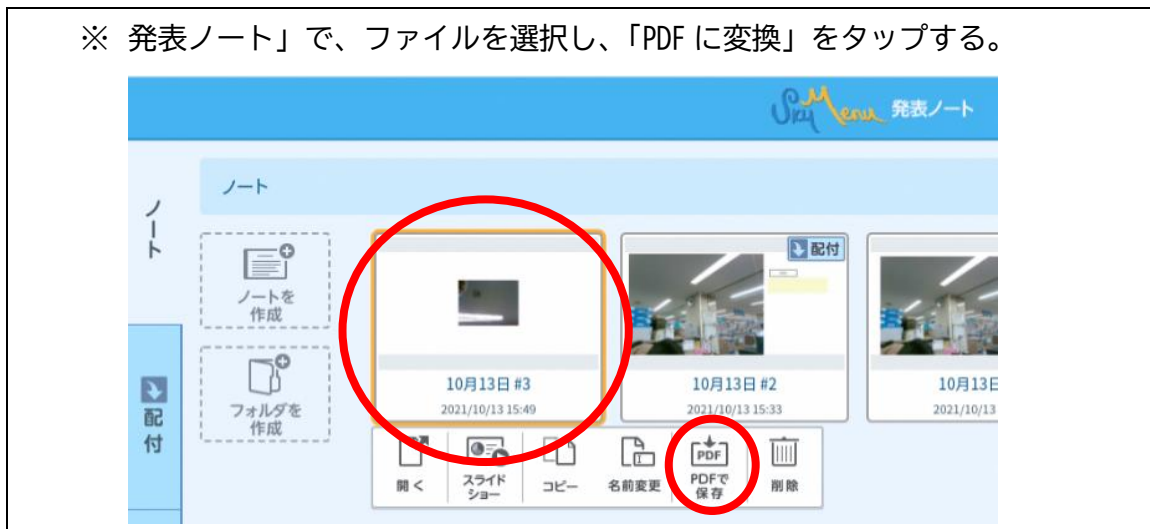 ※ 発表ノート」で、ファイルを選択し、「PDF に変換」をタップする。
Sky Menu 発表ノート
ノート
ノート
ノートを
作成
フォルダを
作成
配付
配付
10月13日 #3
2021/10/13 15:49
10月13日 #2
2021/10/13 15:33
10月13日
2021/10/13
開く
スライド
ショー
コピー
名前変更
PDF
PDFで
保存
削除